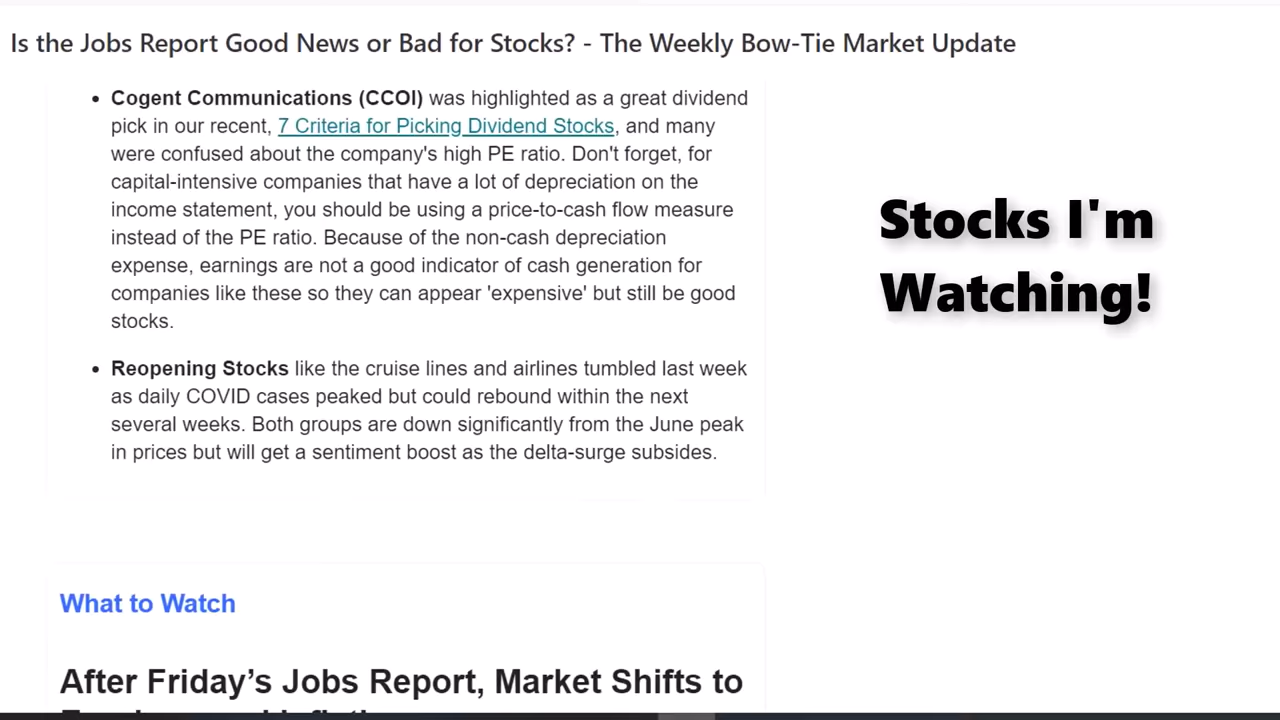 Is the Jobs Report Good News or Bad for Stocks? - The Weekly Bow-Tie Market Update
• Cogent Communications (CCOI) was highlighted as a great dividend
pick in our recent, 7 Criteria for Picking Dividend Stocks, and many
were confused about the company's high PE ratio. Don't forget, for
capital-intensive companies that have a lot of depreciation on the
income statement, you should be using a price-to-cash flow measure
instead of the PE ratio. Because of the non-cash depreciation
expense, earnings are not a good indicator of cash generation for
companies like these so they can appear 'expensive' but still be good
stocks.
• Reopening Stocks like the cruise lines and airlines tumbled last week
as daily COVID cases peaked but could rebound within the next
several weeks. Both groups are down significantly from the June peak
in prices but will get a sentiment boost as the delta-surge subsides.
Stocks I'm
Watching!
What to Watch
After Friday’s Jobs Report, Market Shifts to